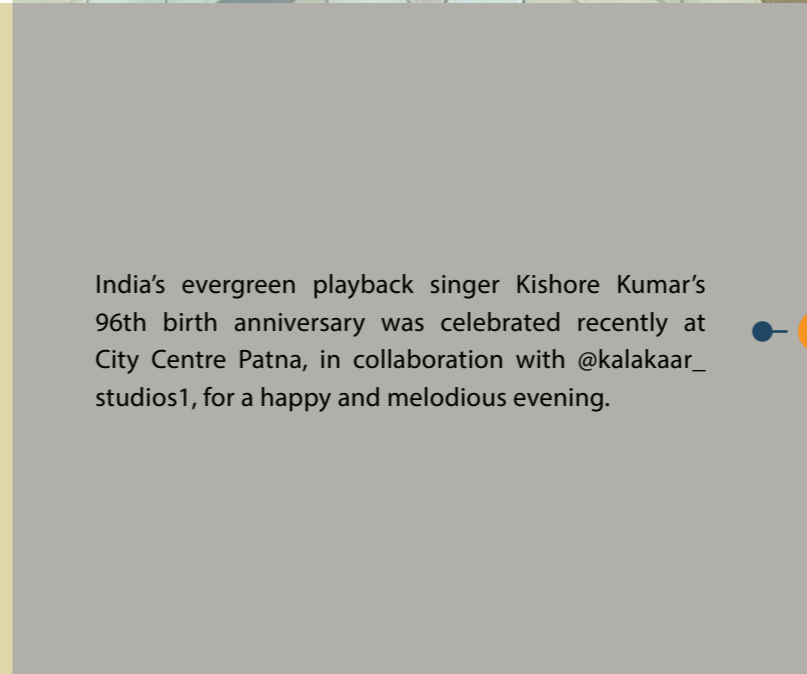 India’s evergreen playback singer Kishore Kumar’s
96th birth anniversary was celebrated recently at
City Centre Patna, in collaboration with @kalakaar_
studios1, for a happy and melodious evening.